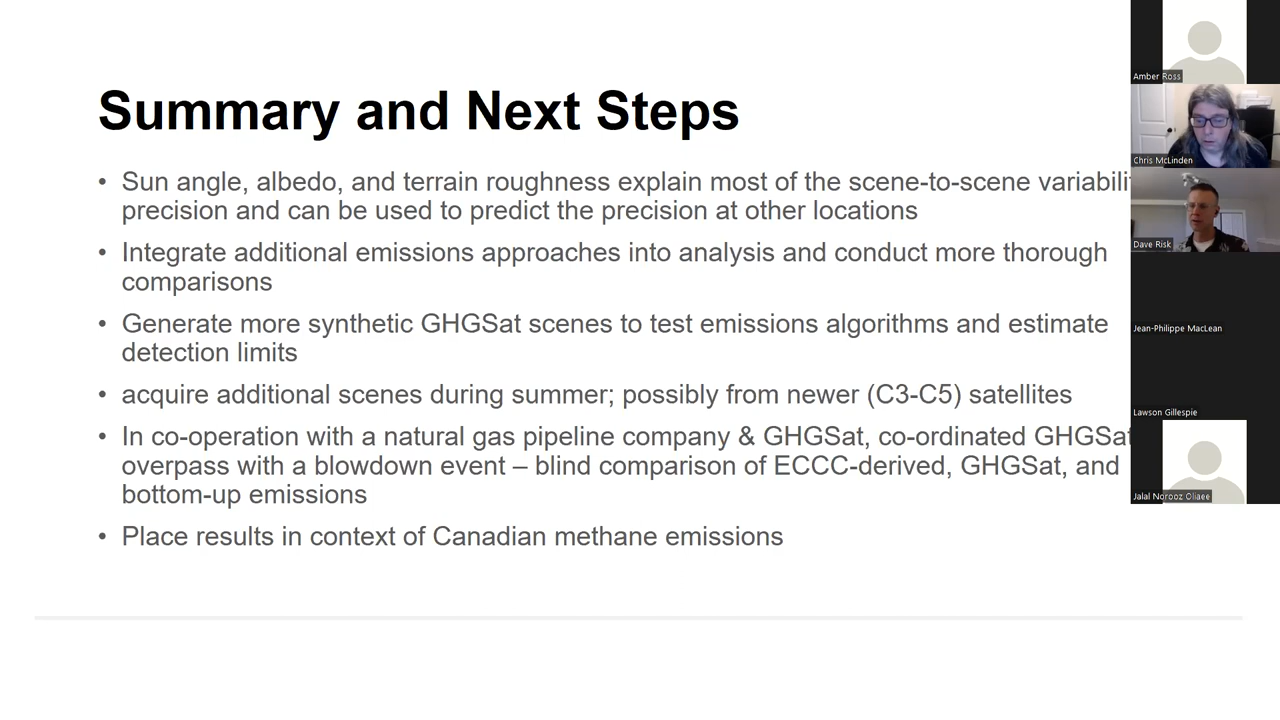 Summary and Next Steps
• Sun angle, albedo, and terrain roughness explain most of the scene-to-scene
precision and can be used to predict the precision at other locations
• Integrate additional emissions approaches into analysis and conduct more thorough
comparisons
• Generate more synthetic GHGSat scenes to test emissions algorithms and estimate
detection limits
• acquire additional scenes during summer; possibly from newer (C3-C5) satellites
• In co-operation with a natural gas pipeline company & GHGSat, co-ordinated GHGSat
overpass with a blowdown event – blind comparison of ECCC-derived, GHGSat, and
bottom-up emissions
• Place results in context of Canadian methane emissions
Amber Ross
Chris McLinden
Dave Risk
Jean-Philippe MacLean
Lawson Gillespie
Jalal Norooz Oliaee